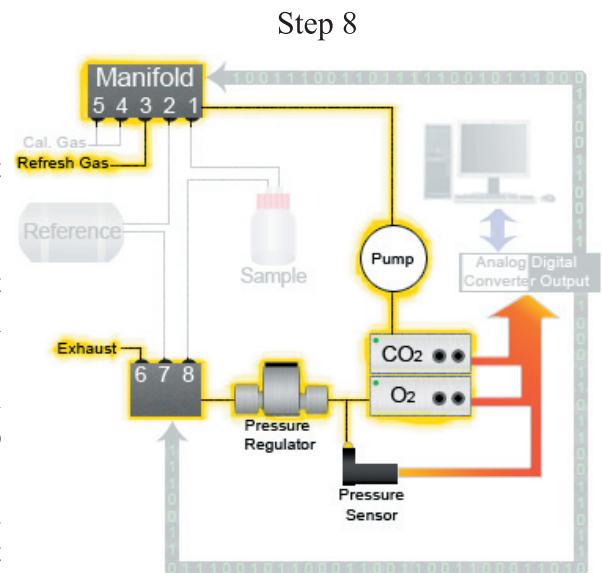 Step 8
Manifold
5 4 3 2 1
Cal. Gas
Refresh Gas
Reference
Sample
Pump
Analog Digital
Converter Output
Exhaust
6 7 8
CO2
O2
Pressure
Regulator
Pressure
Sensor